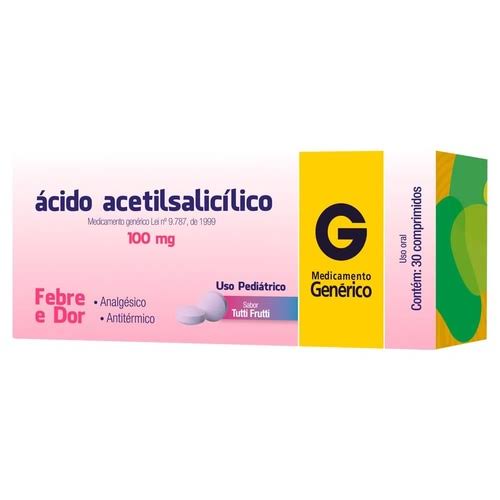 ácido acetilsalicílico
Medicamento genérico Lei nº 9.787, de 1999
100 mg
Febre
e Dor
• Analgésico
• Antitérmico
Uso Pediátrico
Sabor
Tutti Frutti
G
Medicamento
Genérico
Uso oral
Contém: 30 comprimidos